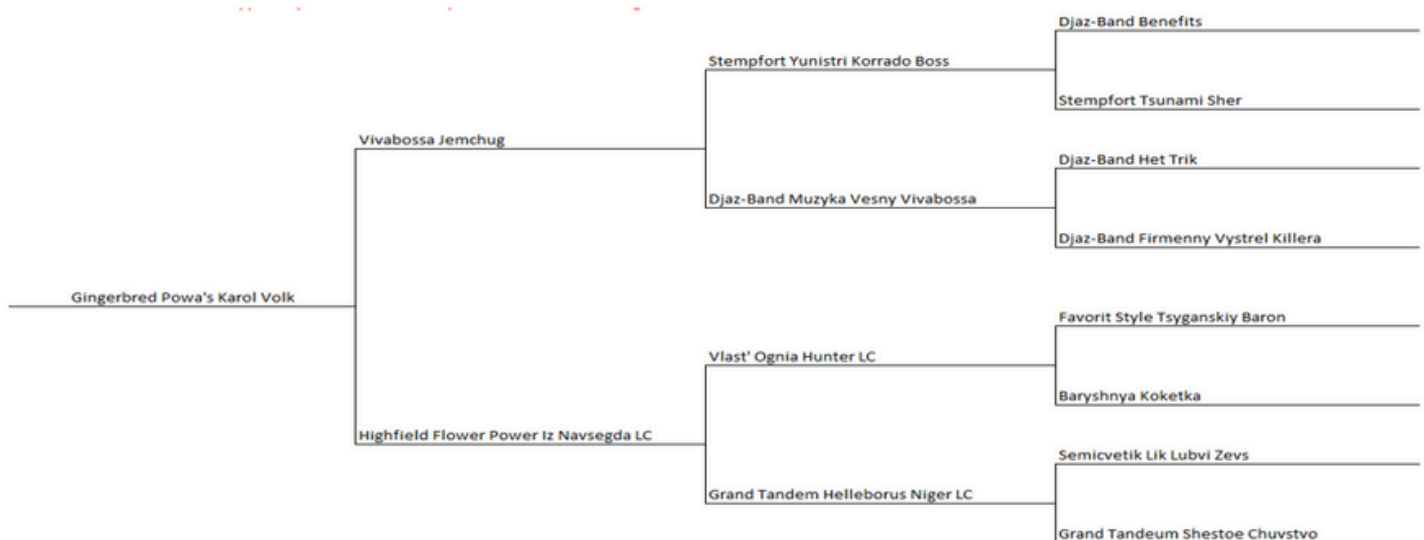 Djaz-Band Benefits
Stempfort Yunistri Korrado Boss
Stempfort Tsunami Sher
Vivabossa Jemchug
Djaz-Band Het Trik
Djaz-Band Muzyka Vesny Vivabossa
Djaz-Band Firmenny Vystrel Killera
Gingerbred Powa's Karol Volk
Favorit Style Tsyganskiy Baron
Vlast' Ognia Hunter LC
Baryshnya Koketka
Highfield Flower Power Iz Navsegda LC
Semicvetik Lik Lubvi Zevs
Grand Tandem Helleborus Niger LC
Grand Tandeum Shestoe Chuvstvo